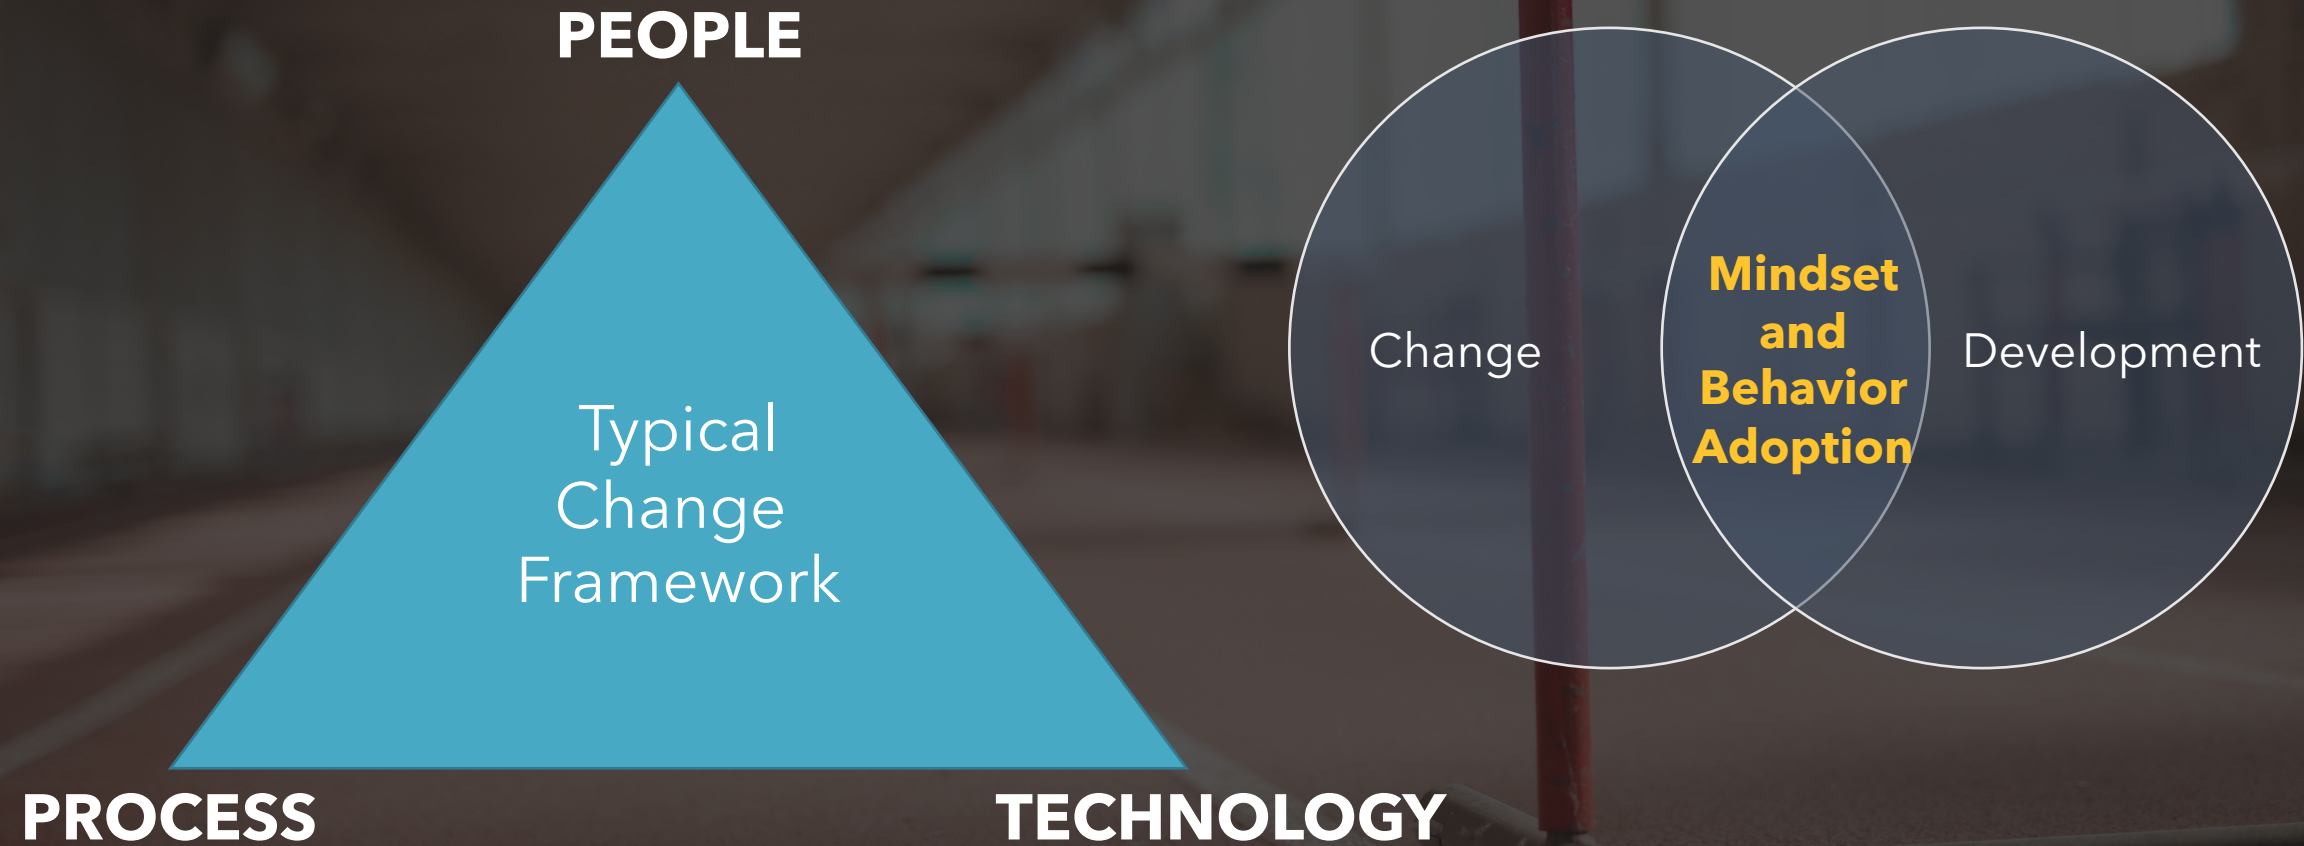 PEOPLE
Typical
Change
Framework
PROCESS
TECHNOLOGY
Change
Mindset
and
Behavior
Adoption
Development